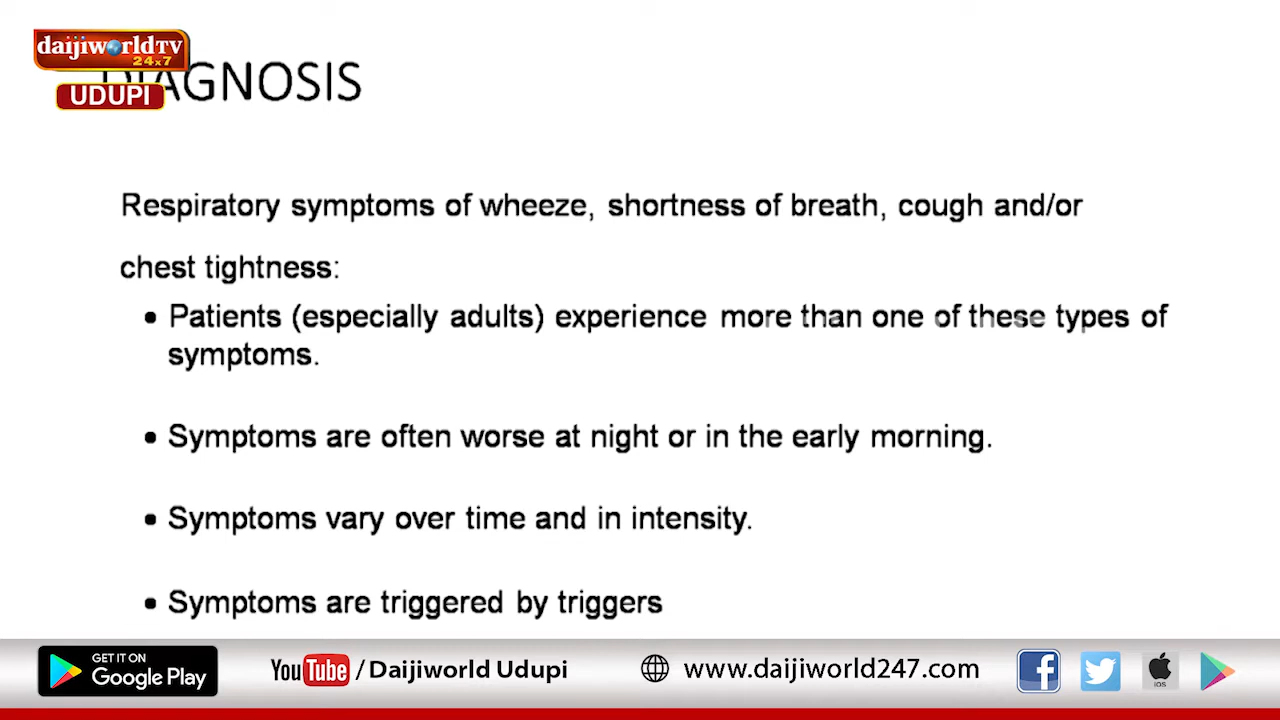 daijiworldTV
24x7
UDUPI
DIAGNOSIS
Respiratory symptoms of wheeze, shortness of breath, cough and/or
chest tightness:
• Patients (especially adults) experience more than one of these types of
symptoms.
• Symptoms are often worse at night or in the early morning.
• Symptoms vary over time and in intensity.
• Symptoms are triggered by triggers
GET IT ON
Google Play
YouTube / Daijiworld Udupi
www.daijiworld247.com
iOS